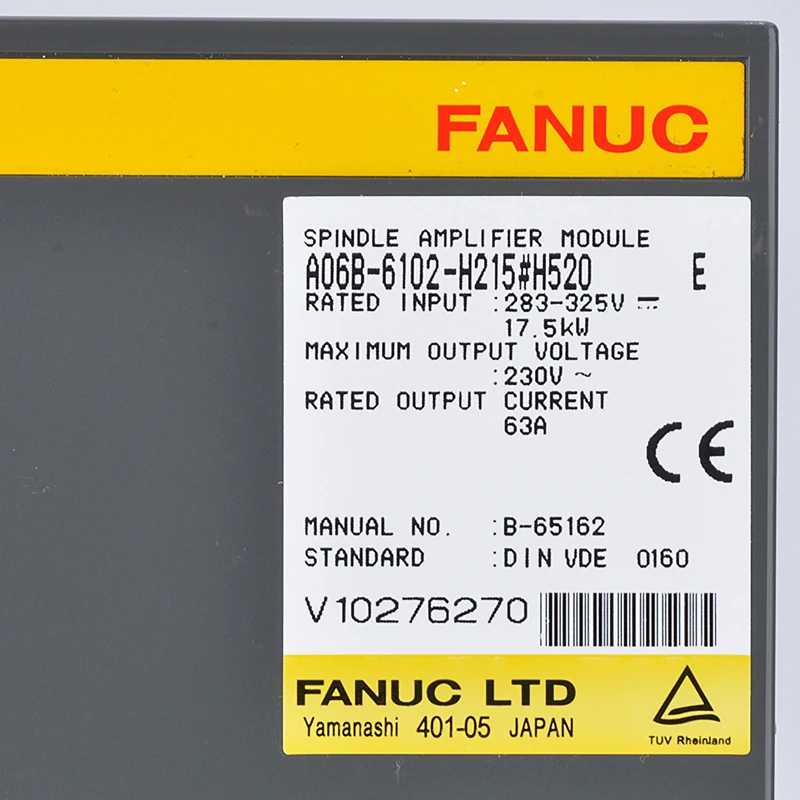 FANUC
SPINDLE AMPLIFIER MODULE
A06B-6102-H215#H520 E
RATED INPUT :283-325V ⎓
17.5kW
MAXIMUM OUTPUT VOLTAGE
:230V ~
RATED OUTPUT CURRENT
63A
CE
MANUAL NO. :B-65162
STANDARD :DIN VDE 0160
V10276270
FANUC LTD
Yamanashi 401-05 JAPAN
TUV Rheinland